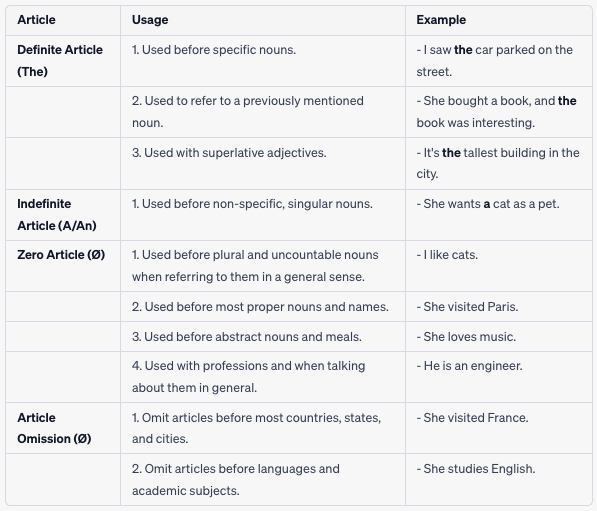 Article Usage Example
Definite Article 1. Used before specific nouns. - I saw the car parked on the
(The) street.
2. Used to refer to a previously mentioned - She bought a book, and the
noun. book was interesting.
3. Used with superlative adjectives. - It's the tallest building in the
city.
Indefinite 1. Used before non-specific, singular nouns. - She wants a cat as a pet.
Article (A/An)
Zero Article (Ø) 1. Used before plural and uncountable nouns - I like cats.
when referring to them in a general sense.
2. Used before most proper nouns and names. - She visited Paris.
3. Used before abstract nouns and meals. - She loves music.
4. Used with professions and when talking - He is an engineer.
about them in general.
Article 1. Omit articles before most countries, states, - She visited France.
Omission (Ø) and cities.
2. Omit articles before languages and - She studies English.
academic subjects.